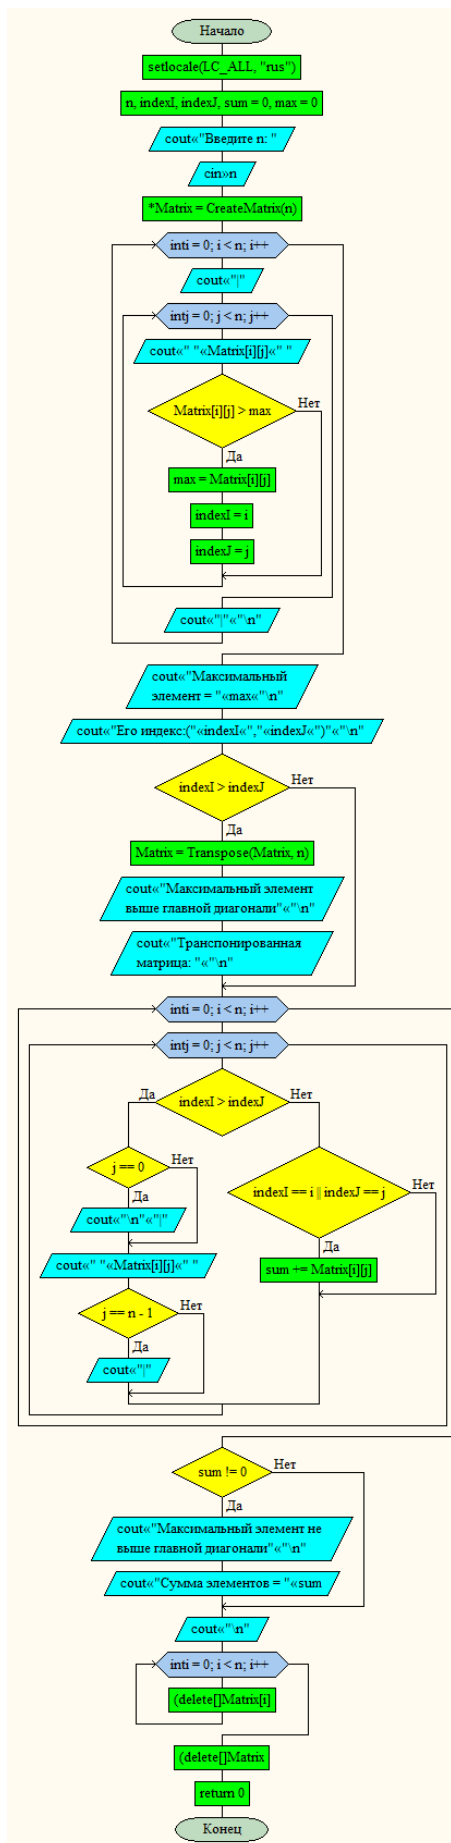 Начало
setlocale(LC_ALL, "rus")
n, indexI, indexJ, sum = 0, max = 0
cout«"Введите n: "
cin»n
*Matrix = CreateMatrix(n)
inti = 0; i < n; i++
cout«"|"
intj = 0; j < n; j++
cout«" "«Matrix[i][j]«" "
Matrix[i][j] > max
Нет
Да
max = Matrix[i][j]
indexI = i
indexJ = j
cout«"|"«"\n"
cout«"Максимальный
элемент = "«max«"\n"
cout«"Его индекс:("«indexI«","«indexJ«")"«"\n"
indexI > indexJ
Нет
Да
Matrix = Transpose(Matrix, n)
cout«"Максимальный элемент
выше главной диагонали"«"\n"
cout«"Транспонированная
матрица: "«"\n"
inti = 0; i < n; i++
intj = 0; j < n; j++
Да
indexI > indexJ
Нет
j == 0
Нет
Да
cout«"\n"«"|"
cout«" "«Matrix[i][j]«" "
j == n - 1
Нет
Да
cout«"|"
indexI == i || indexJ == j
Нет
Да
sum += Matrix[i][j]
sum != 0
Нет
Да
cout«"Максимальный элемент не
выше главной диагонали"«"\n"
cout«"Сумма элементов = "«sum
cout«"\n"
inti = 0; i < n; i++
(delete[]Matrix[i]
(delete[]Matrix
return 0
Конец